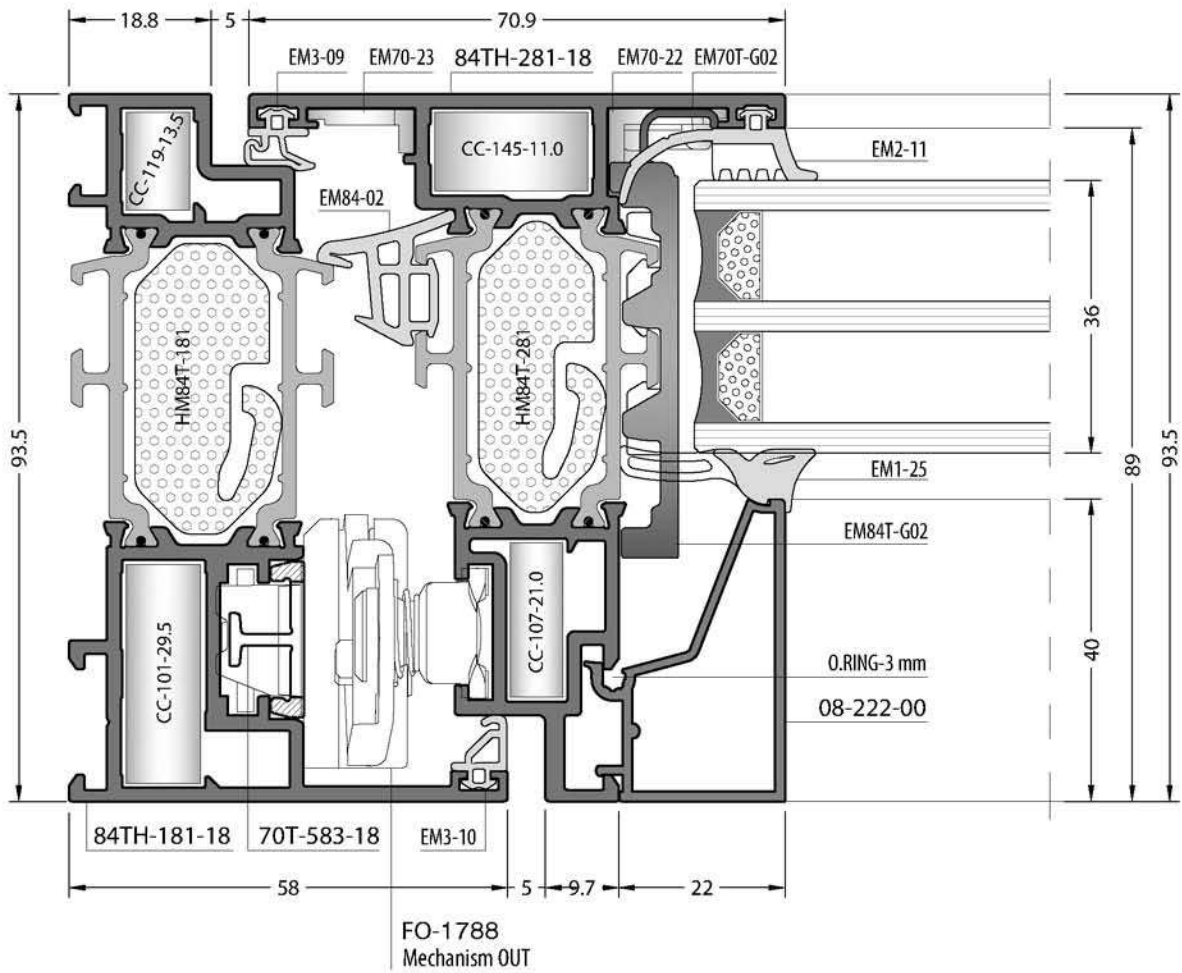 18.8
5
70.9
EM3-09
EM70-23
84TH-281-18
EM70-22
EM70T-G02
CC-119-13.5
CC-145-11.0
EM2-11
EM84-02
HM84T-181
HM84T-281
36
93.5
89
93.5
EM1-25
EM84T-G02
CC-101-29.5
CC-107-21.0
40
O.RING-3 mm
08-222-00
84TH-181-18
70T-583-18
EM3-10
58
5
9.7
22
FO-1788
Mechanism OUT